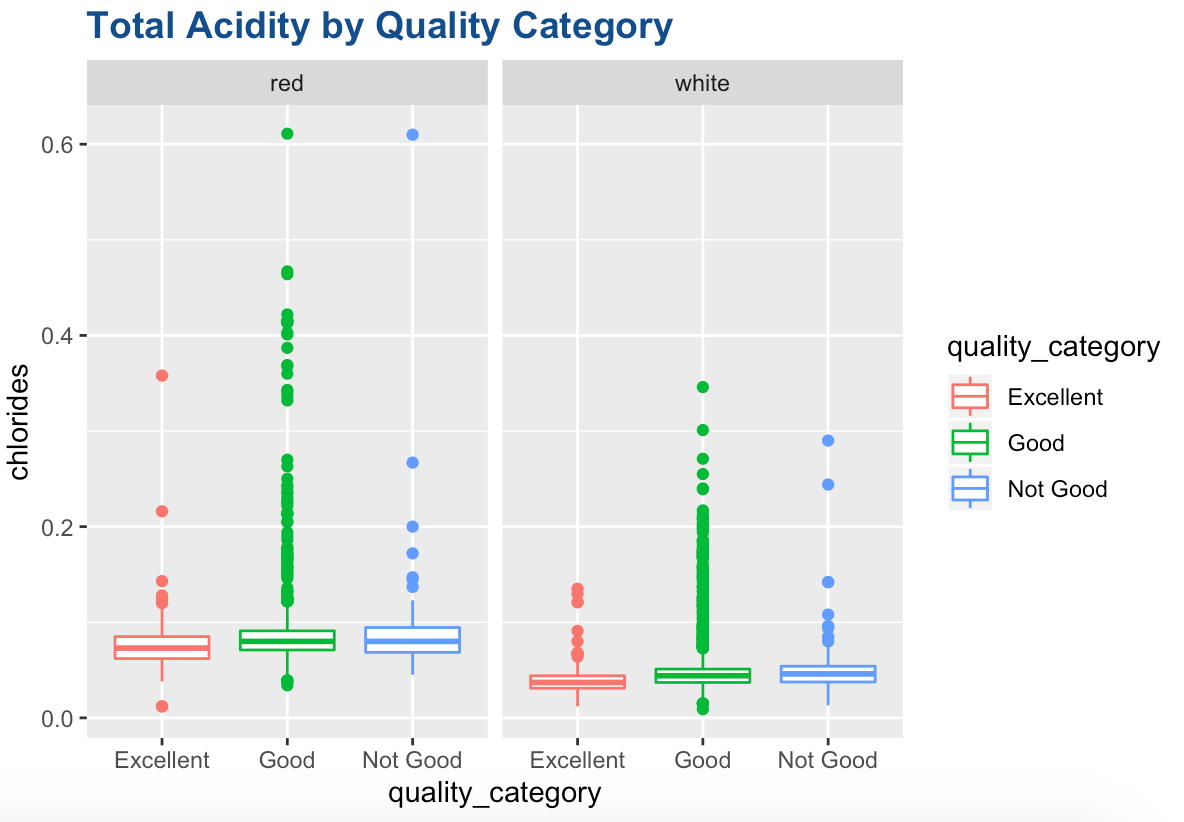 Total Acidity by Quality Category
red white
0.6
0.4
0.2
0.0
chlorides
Excellent Good Not Good Excellent Good Not Good
quality_category
quality_category
Excellent
Good
Not Good